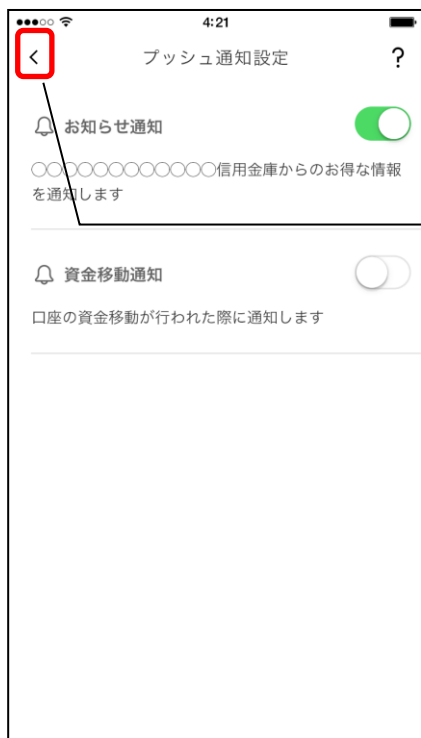 4:21
< プッシュ通知設定 ?
お知らせ通知
○○○○○○○○○○○○信用金庫からのお得な情報
を通知します
資金移動通知
口座の資金移動が行われた際に通知します